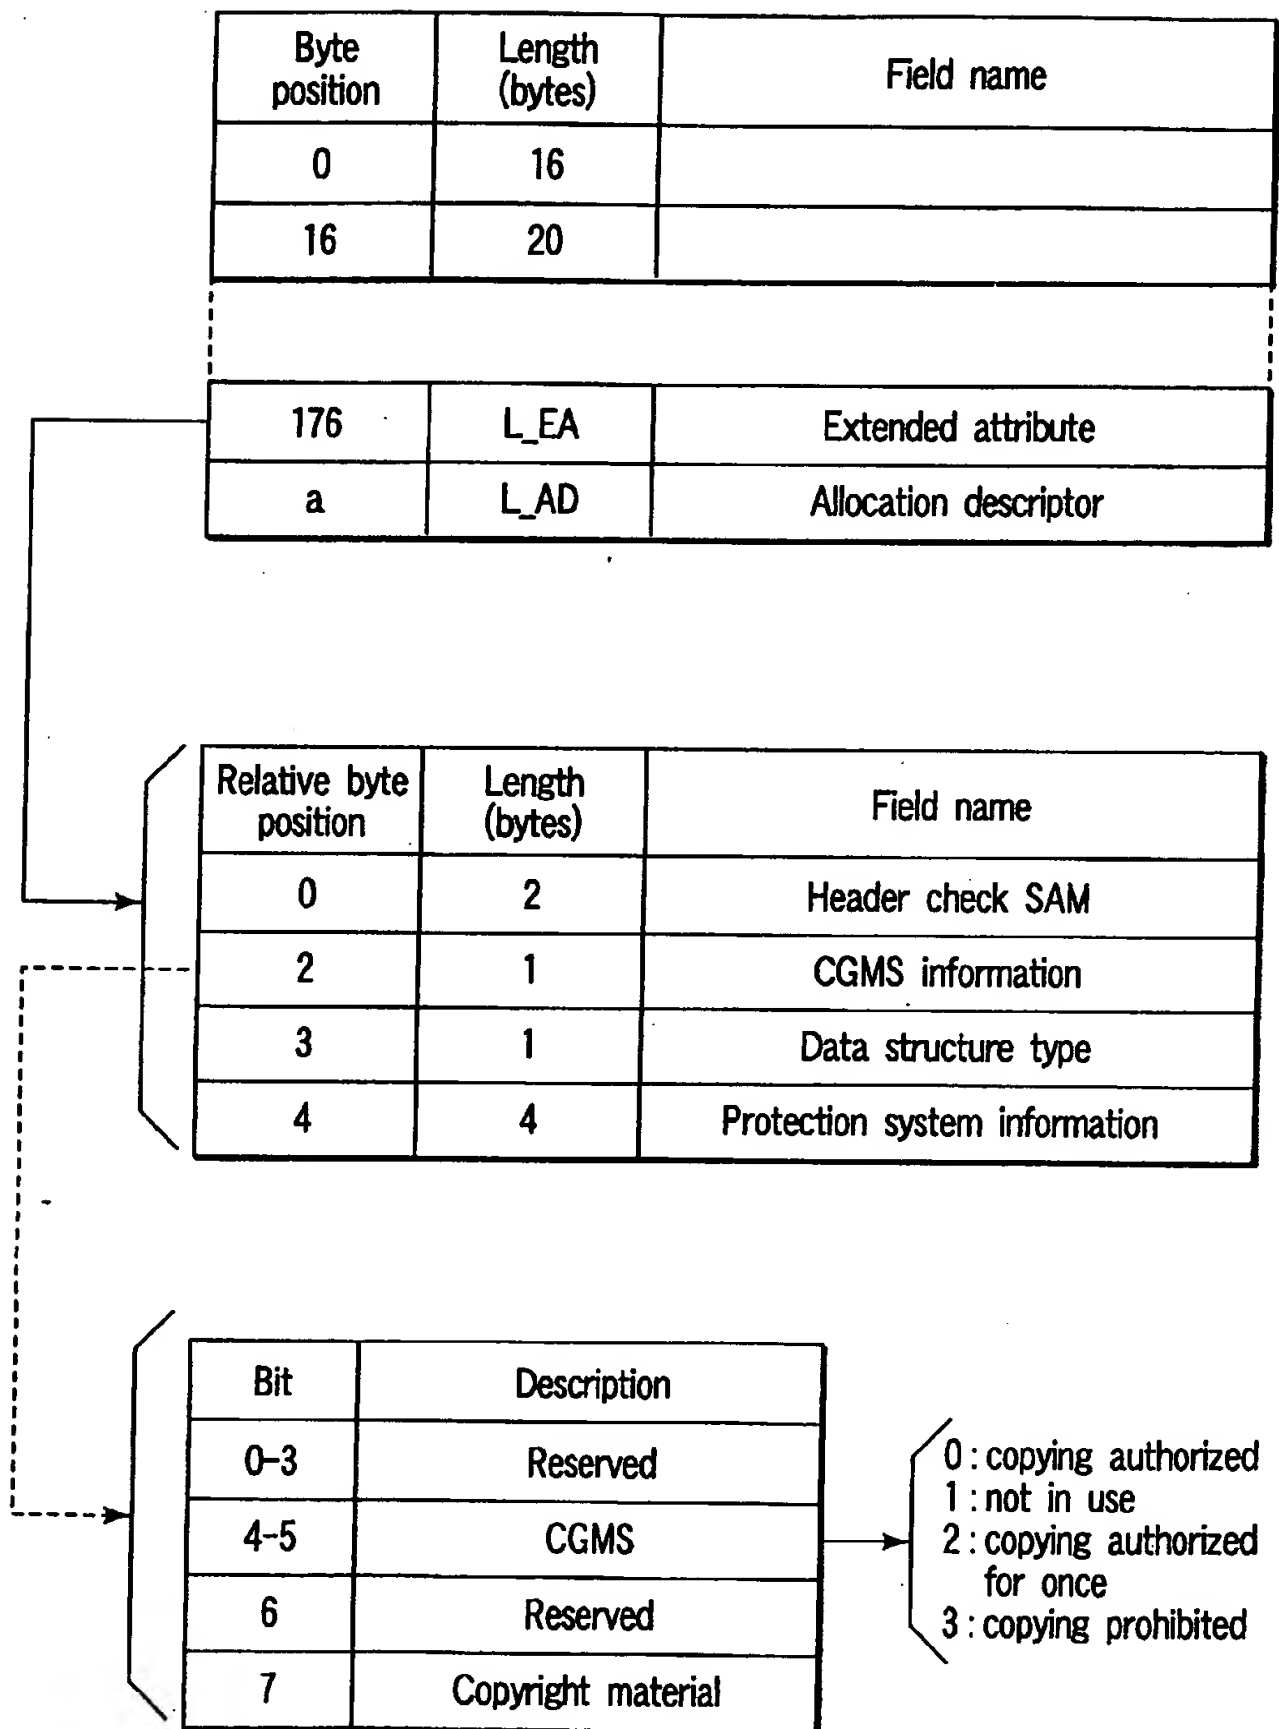 Byte position Length (bytes) Field name
0 16
16 20
176 L_EA Extended attribute
a L_AD Allocation descriptor
Relative byte position Length (bytes) Field name
0 2 Header check SAM
2 1 CGMS information
3 1 Data structure type
4 4 Protection system information
Bit Description
0-3 Reserved
4-5 CGMS
6 Reserved
7 Copyright material
0 : copying authorized
1 : not in use
2 : copying authorized
for once
3 : copying prohibited